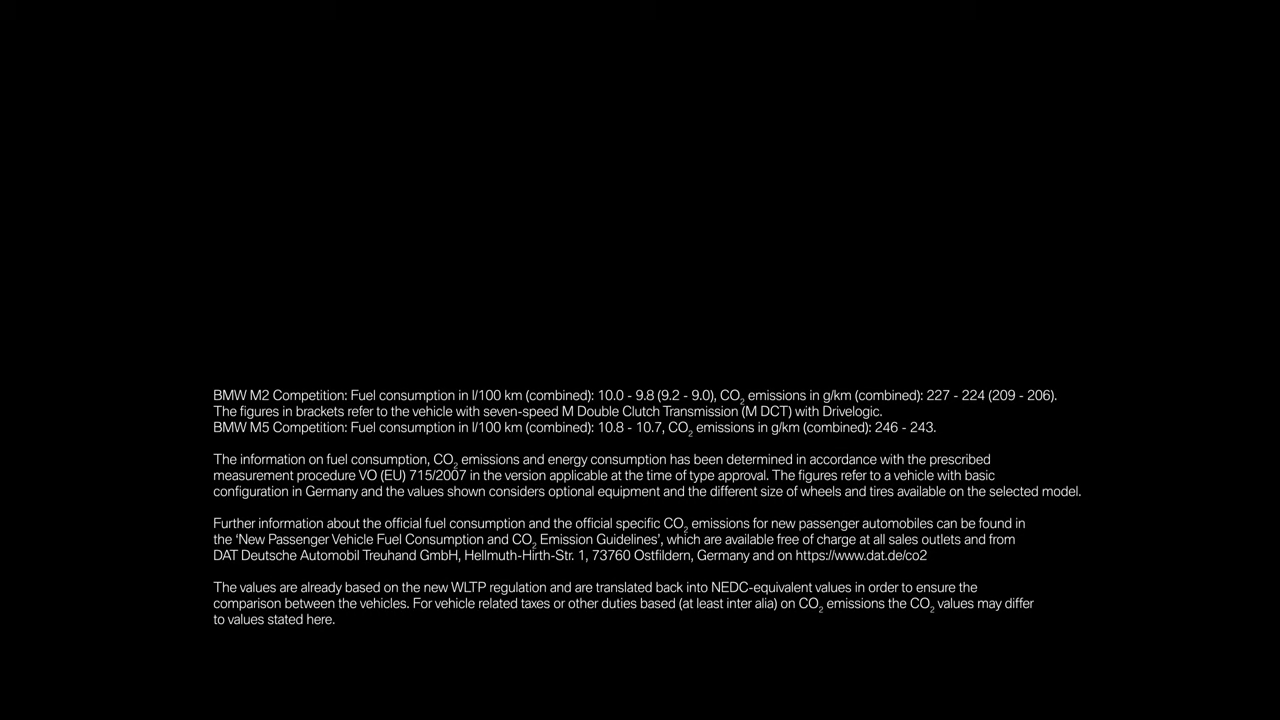 BMW M2 Competition: Fuel consumption in l/100 km (combined): 10.0 - 9.8 (9.2 - 9.0), CO₂ emissions in g/km (combined): 227 - 224 (209 - 206).
The figures in brackets refer to the vehicle with seven-speed M Double Clutch Transmission (M DCT) with Drivelogic.
BMW M5 Competition: Fuel consumption in l/100 km (combined): 10.8 - 10.7, CO₂ emissions in g/km (combined): 246 - 243.
The information on fuel consumption, CO₂ emissions and energy consumption has been determined in accordance with the prescribed
measurement procedure VO (EU) 715/2007 in the version applicable at the time of type approval. The figures refer to a vehicle with basic
configuration in Germany and the values shown considers optional equipment and the different size of wheels and tires available on the selected model.
Further information about the official fuel consumption and the official specific CO₂ emissions for new passenger automobiles can be found in
the ‘New Passenger Vehicle Fuel Consumption and CO₂ Emission Guidelines’, which are available free of charge at all sales outlets and from
DAT Deutsche Automobil Treuhand GmbH, Hellmuth-Hirth-Str. 1, 73760 Ostfildern, Germany and on https://www.dat.de/co2
The values are already based on the new WLTP regulation and are translated back into NEDC-equivalent values in order to ensure the
comparison between the vehicles. For vehicle related taxes or other duties based (at least inter alia) on CO₂ emissions the CO₂ values may differ
to values stated here.